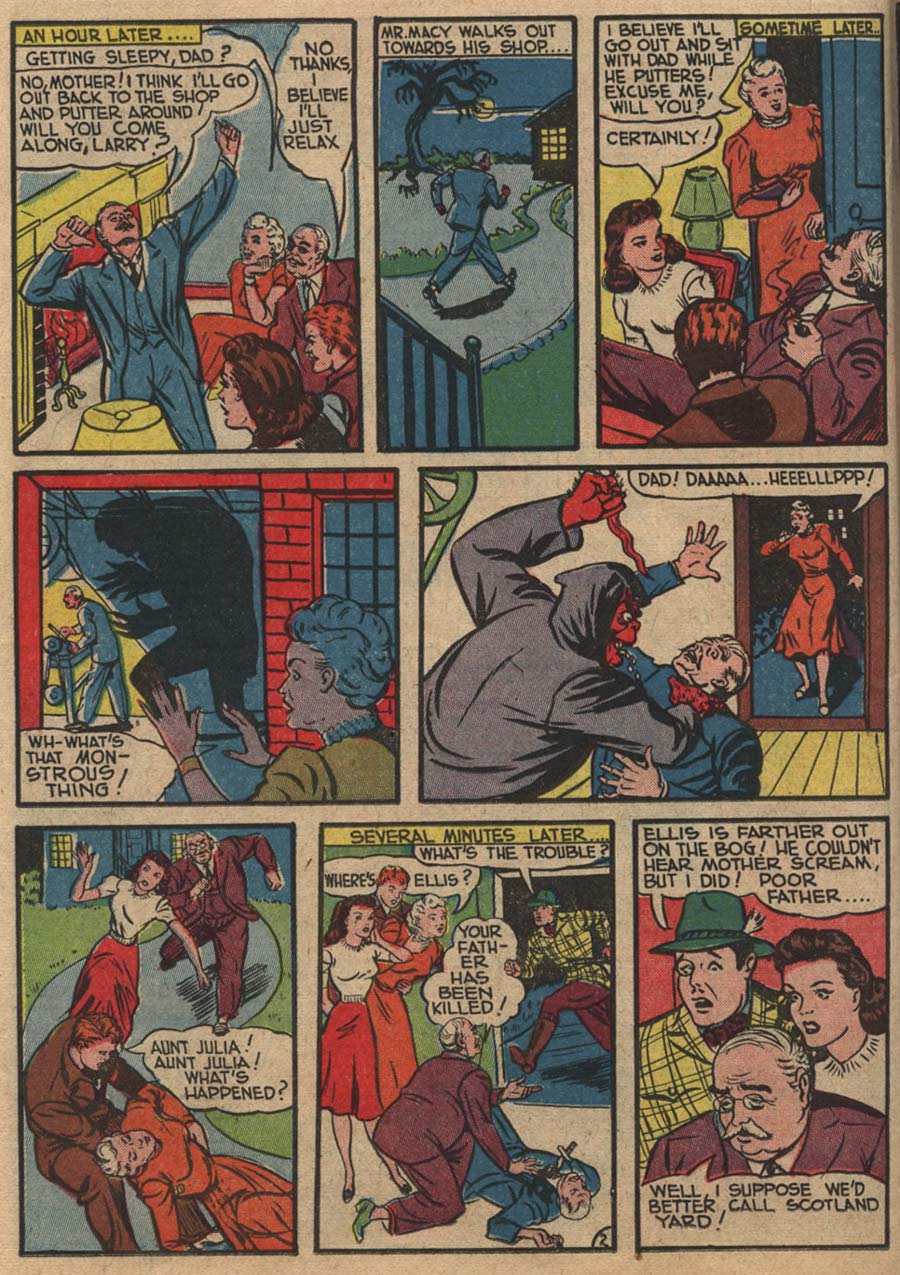 AN HOUR LATER....
GETTING SLEEPY, DAD?
NO, MOTHER! I THINK I'LL GO
OUT BACK TO THE SHOP
AND PUTTER AROUND!
WILL YOU COME
ALONG, LARRY?
NO
THANKS,
I
BELIEVE
I'LL
JUST
RELAX
MR. MACY WALKS OUT
TOWARDS HIS SHOP....
I BELIEVE I'LL
GO OUT AND SIT
WITH DAD WHILE
HE PUTTERS!
EXCUSE ME,
WILL YOU?
SOMETIME LATER..
CERTAINLY!
WH-WHAT'S
THAT MON-
STROUS
THING!
DAD! DAAAAA...HEEELLLPPP!
AUNT JULIA!
AUNT JULIA!
WHAT'S
HAPPENED?
SEVERAL MINUTES LATER....
WHAT'S THE TROUBLE?
WHERE'S ELLIS?
YOUR
FATH-
ER
HAS
BEEN
KILLED!
2
ELLIS IS FARTHER OUT
ON THE BOG! HE COULDN'T
HEAR MOTHER SCREAM,
BUT I DID! POOR
FATHER....
WELL, I SUPPOSE WE'D
BETTER CALL SCOTLAND
YARD!